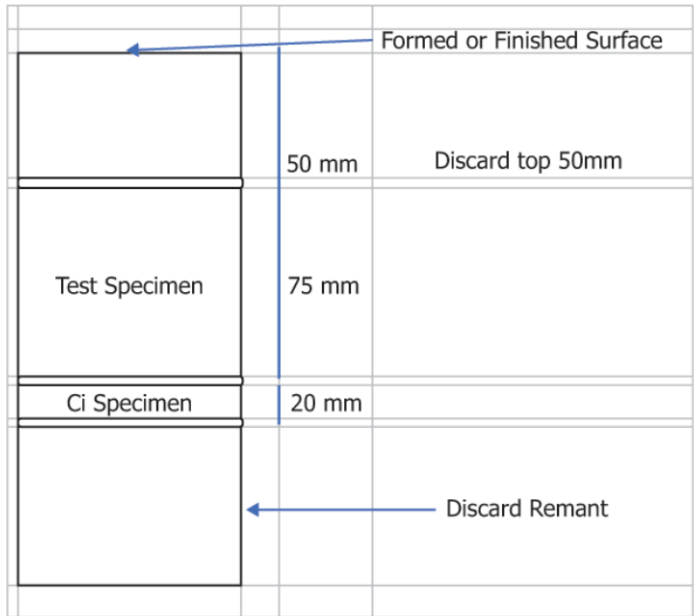 Formed or Finished Surface
50 mm
Discard top 50mm
Test Specimen
75 mm
Ci Specimen
20 mm
Discard Remant